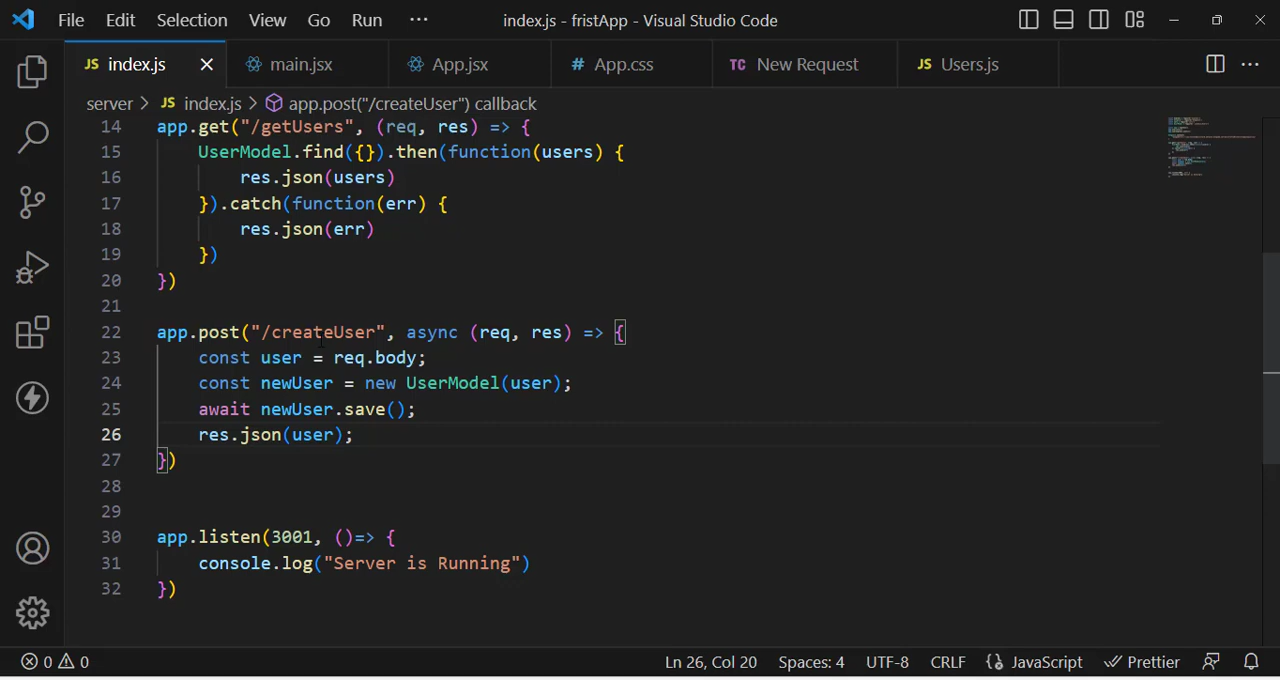 File Edit Selection View Go Run ··· index.js - fristApp - Visual Studio Code
JS index.js main.jsx App.jsx # App.css TC New Request JS Users.js ···
server > JS index.js > app.post("/createUser") callback
14 app.get("/getUsers", (req, res) => {
15 UserModel.find({}).then(function(users) {
16 res.json(users)
17 }).catch(function(err) {
18 res.json(err)
19 })
20 })
21
22 app.post("/createUser", async (req, res) => {
23 const user = req.body;
24 const newUser = new UserModel(user);
25 await newUser.save();
26 res.json(user);
27 })
28
29
30 app.listen(3001, ()=> {
31 console.log("Server is Running")
32 })
0 0 Ln 26, Col 20 Spaces: 4 UTF-8 CRLF {} JavaScript Prettier